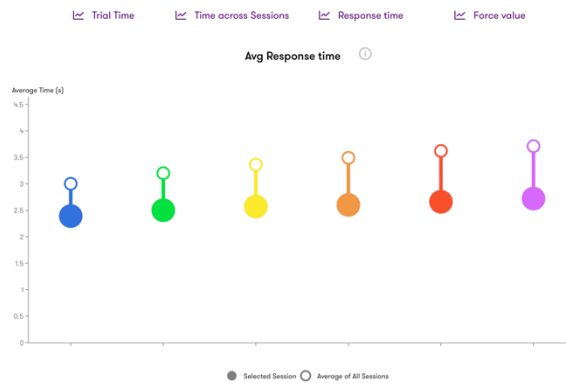 Trial Time
Time across Sessions
Response time
Force value
Avg Response time
Average Time (s)
4.5
4
3.5
3
2.5
2
1.5
1
0.5
0
Selected Session
Average of All Sessions